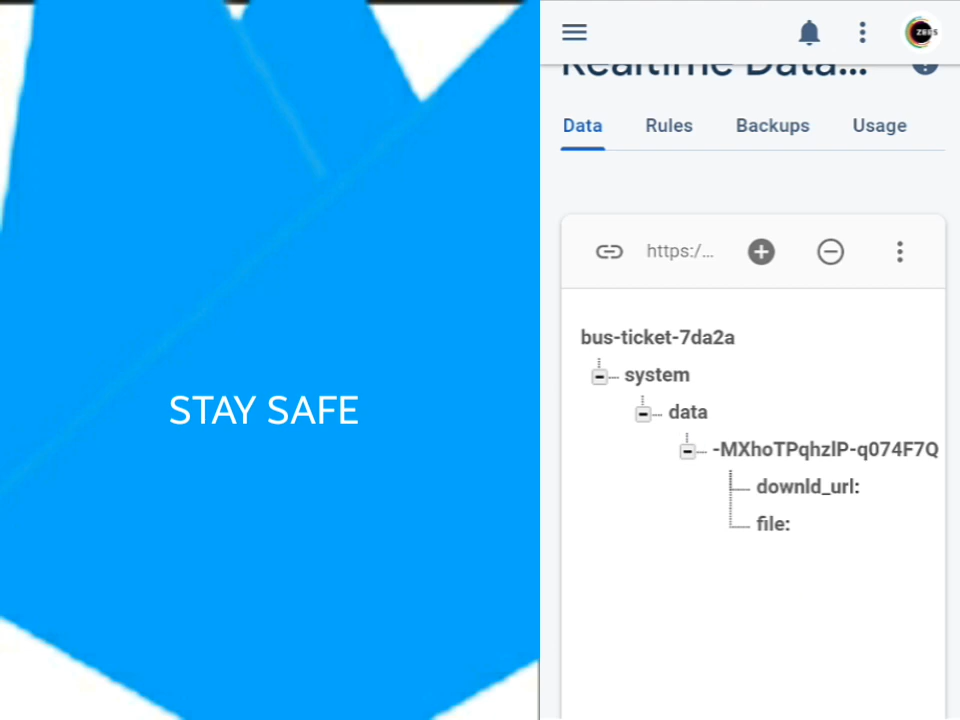 STAY SAFE
Realtime Data...
Data Rules Backups Usage
https:/...
bus-ticket-7da2a
system
data
-MXhoTPqhzlP-q074F7Q
downld_url:
file: